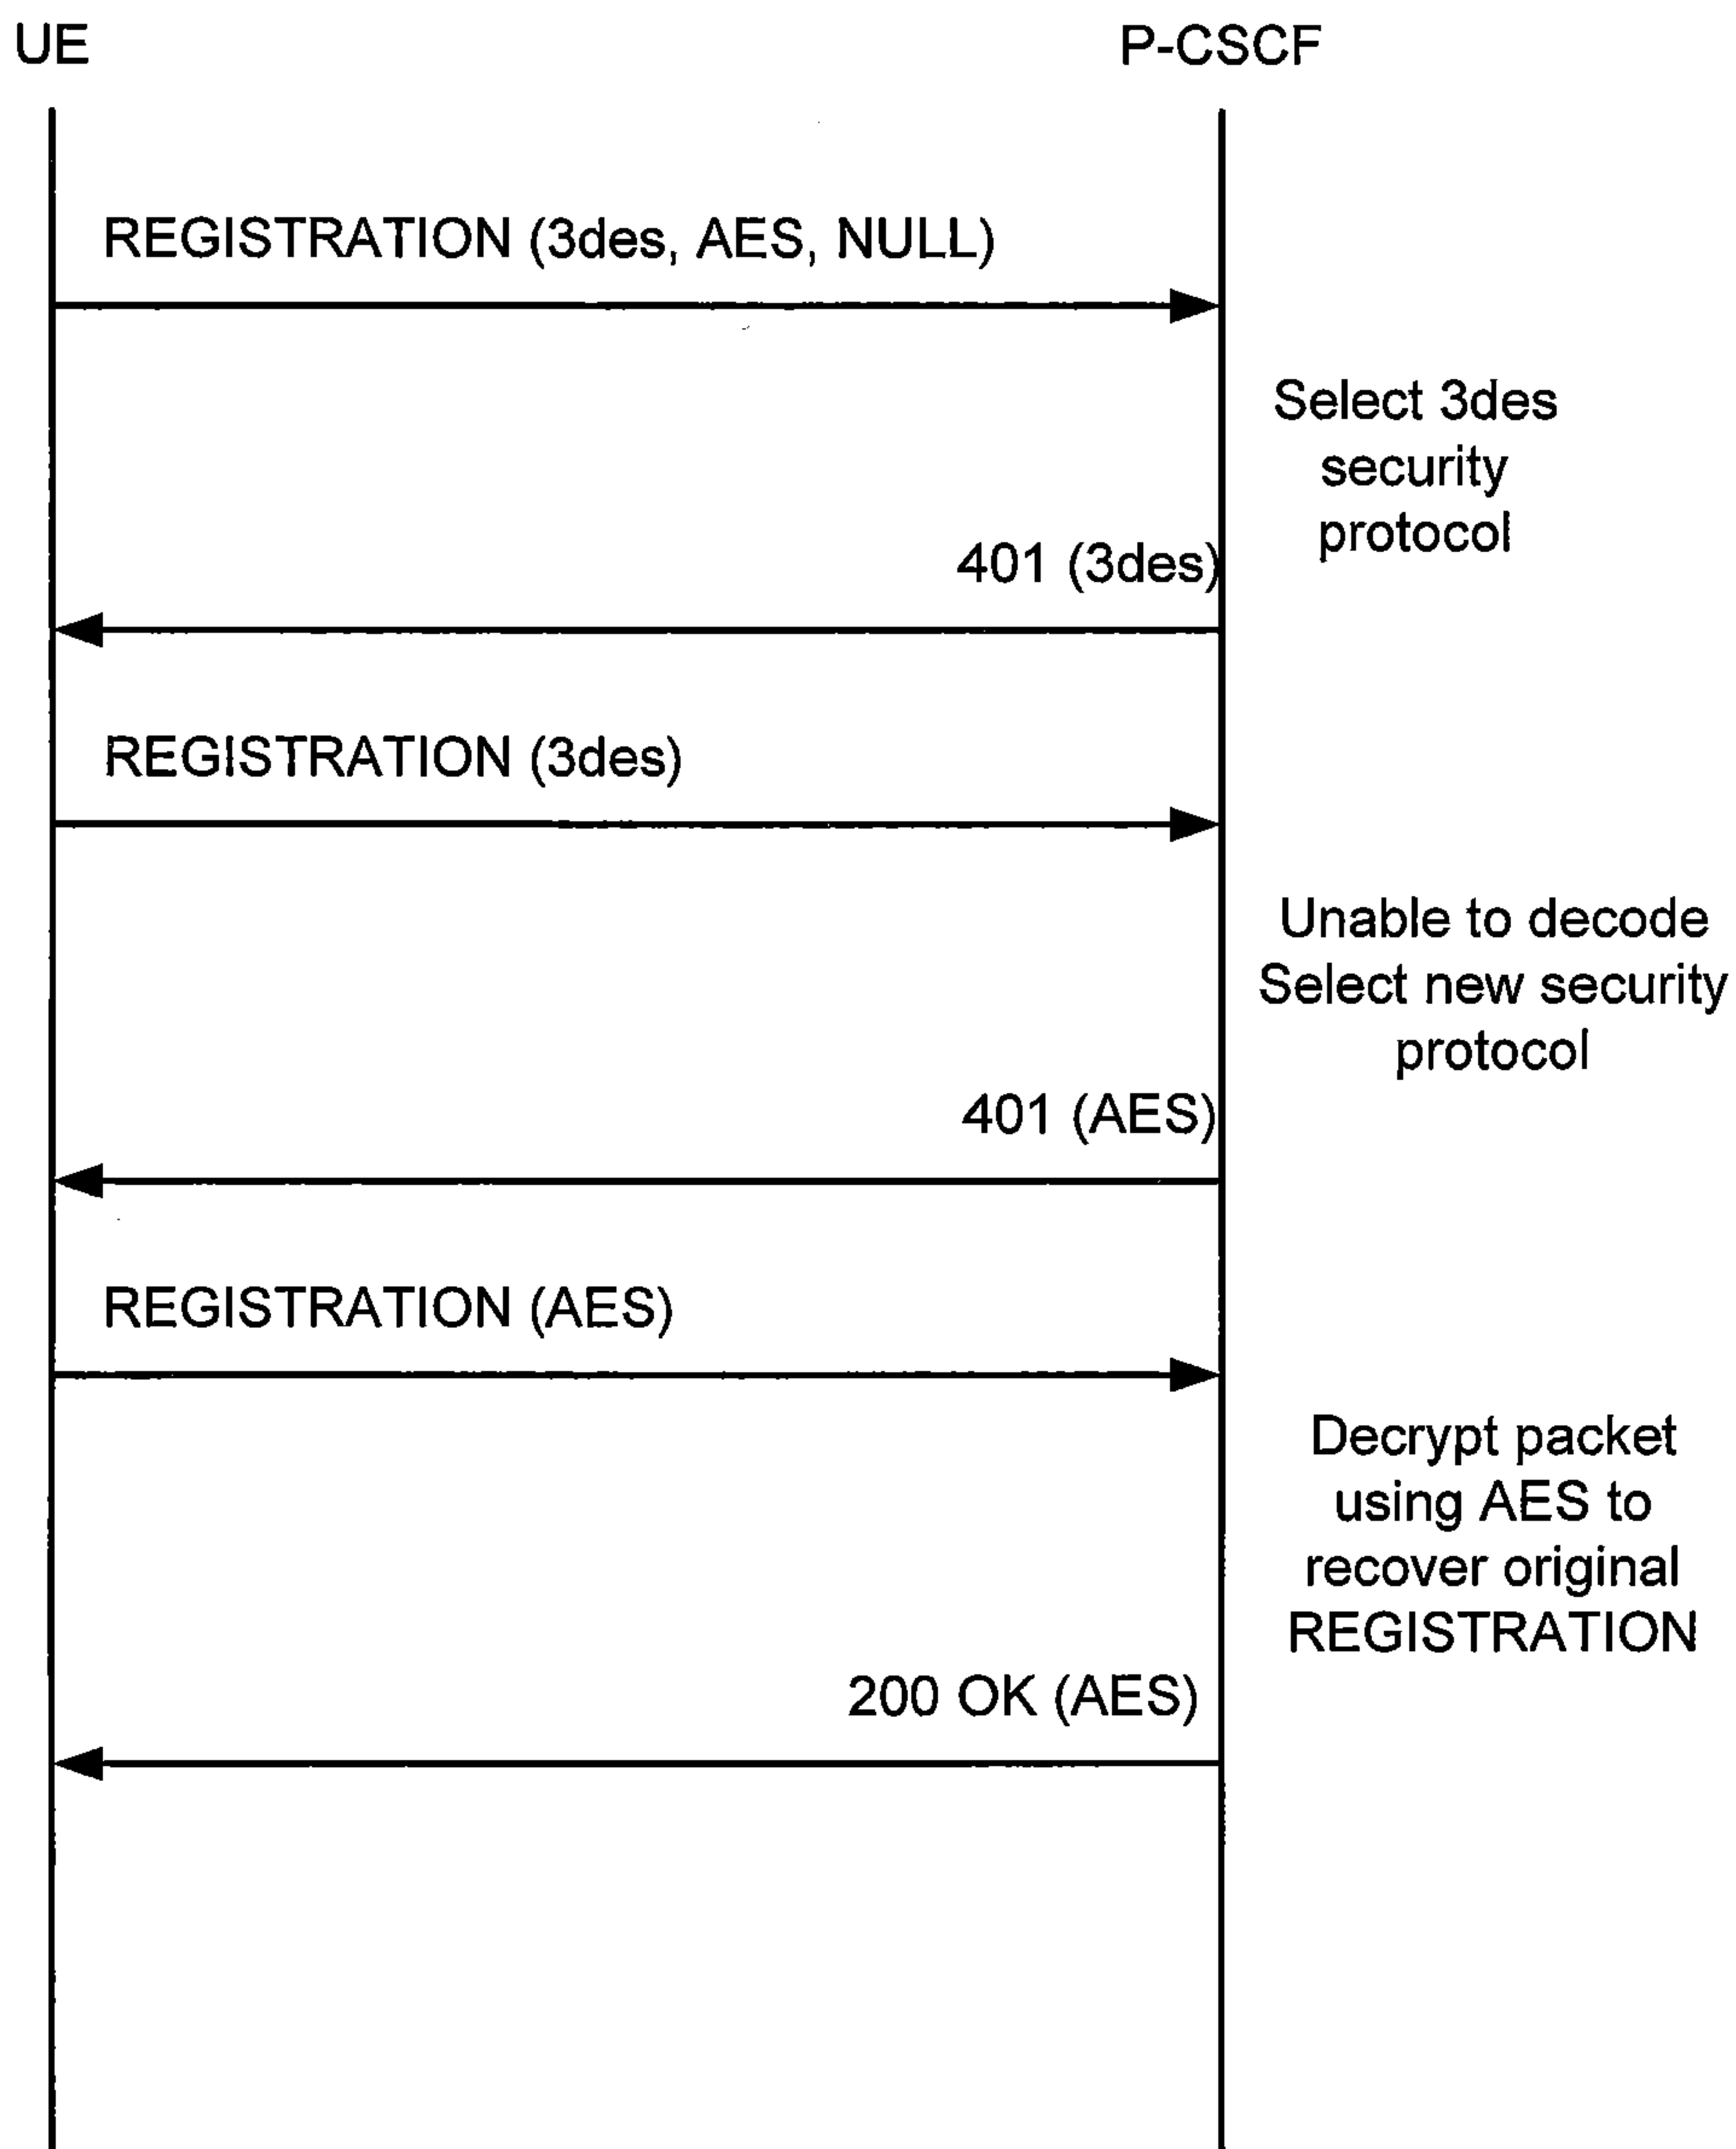 UE
P-CSCF
REGISTRATION (3des, AES, NULL)
Select 3des
security
protocol
401 (3des)
REGISTRATION (3des)
Unable to decode
Select new security
protocol
401 (AES)
REGISTRATION (AES)
Decrypt packet
using AES to
recover original
REGISTRATION
200 OK (AES)